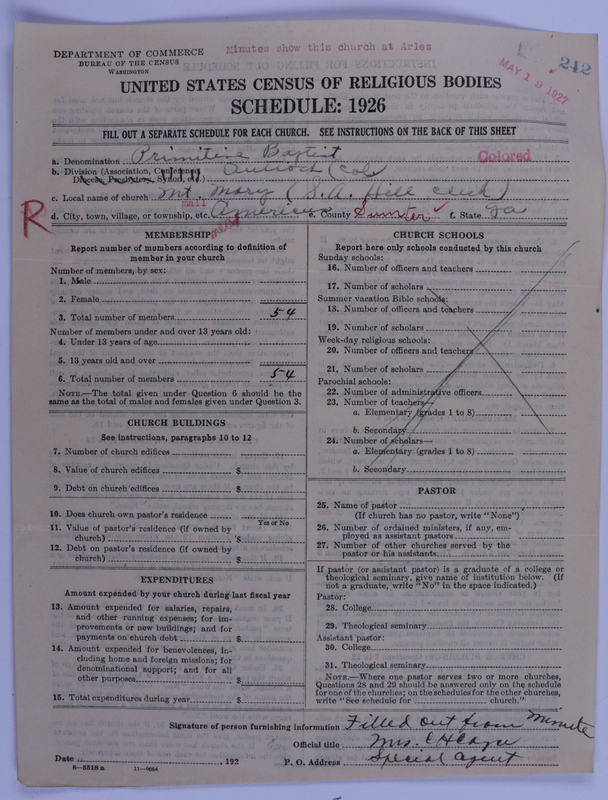 Minutes show this church at Arles
242
MAY 19 1927
DEPARTMENT OF COMMERCE
BUREAU OF THE CENSUS
WASHINGTON
UNITED STATES CENSUS OF RELIGIOUS BODIES
SCHEDULE: 1926
FILL OUT A SEPARATE SCHEDULE FOR EACH CHURCH. SEE INSTRUCTIONS ON THE BACK OF THIS SHEET
a. Denomination Primitive Baptist Colored
b. Division (Association, Conference, Diocese, Presbytery, Synod, etc.) Antioch (Col)
c. Local name of church Mt. Mory (S.A. Hill clerk)
R
mail
d. City, town, village, or township, etc. Americus e. County Sumter ✓ f. State Ga
MEMBERSHIP
Report number of members according to definition of
member in your church
Number of members, by sex:
1. Male
2. Female
3. Total number of members 54
Number of members under and over 13 years old:
4. Under 13 years of age
5. 13 years old and over
6. Total number of members 54
NOTE.—The total given under Question 6 should be the
same as the total of males and females given under Question 3.
CHURCH BUILDINGS
See instructions, paragraphs 10 to 12
7. Number of church edifices
8. Value of church edifices $
9. Debt on church edifices $
10. Does church own pastor's residence
Yes or No
11. Value of pastor's residence (if owned by
church) $
12. Debt on pastor's residence (if owned by
church) $
EXPENDITURES
Amount expended by your church during last fiscal year
13. Amount expended for salaries, repairs,
and other running expenses; for im-
provements or new buildings; and for
payments on church debt $
14. Amount expended for benevolences, in-
cluding home and foreign missions; for
denominational support; and for all
other purposes $
15. Total expenditures during year $
CHURCH SCHOOLS
Report here only schools conducted by this church
Sunday schools:
16. Number of officers and teachers
17. Number of scholars
Summer vacation Bible schools:
18. Number of officers and teachers
19. Number of scholars
Week-day religious schools:
20. Number of officers and teachers
21. Number of scholars
Parochial schools:
22. Number of administrative officers
23. Number of teachers—
a. Elementary (grades 1 to 8)
b. Secondary
24. Number of scholars—
a. Elementary (grades 1 to 8)
b. Secondary
PASTOR
25. Name of pastor
(If church has no pastor, write "None")
26. Number of ordained ministers, if any, em-
ployed as assistant pastors
27. Number of other churches served by the
pastor or his assistants
If pastor (or assistant pastor) is a graduate of a college or
theological seminary, give name of institution below. (If
not a graduate, write "No" in the space indicated.)
Pastor:
28. College
29. Theological seminary
Assistant pastor:
30. College
31. Theological seminary
NOTE.—Where one pastor serves two or more churches,
Questions 28 and 29 should be answered only on the schedule
for one of the churches; on the schedules for the other churches,
write "See schedule for church."
Signature of person furnishing information Filled out from Minute
Official title Mrs. C H
Date , 192 P. O. Address Special Agent
8—5518 a 11—9084